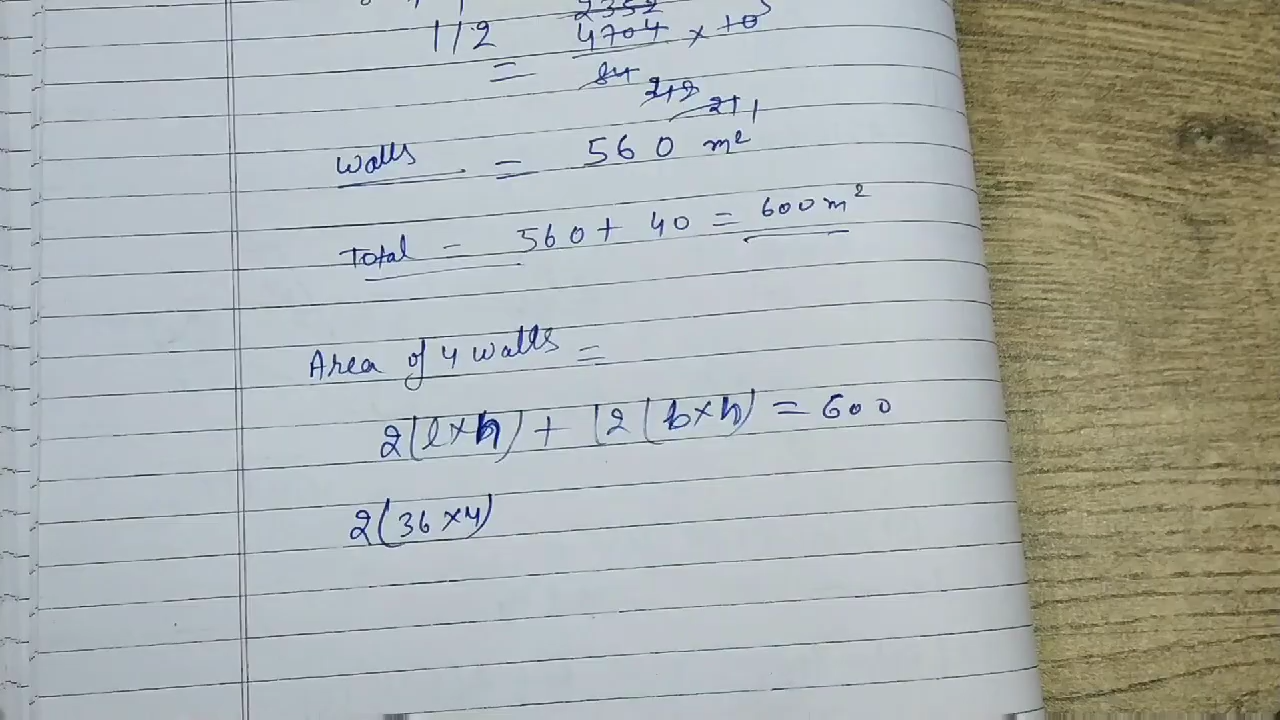 2352
112 4704 × 10
= 84
walls = 560 m²
Total = 560 + 40 = 600 m²
Area of 4 walls =
2(l×h) + [2(b×h) = 600
2(36×4)